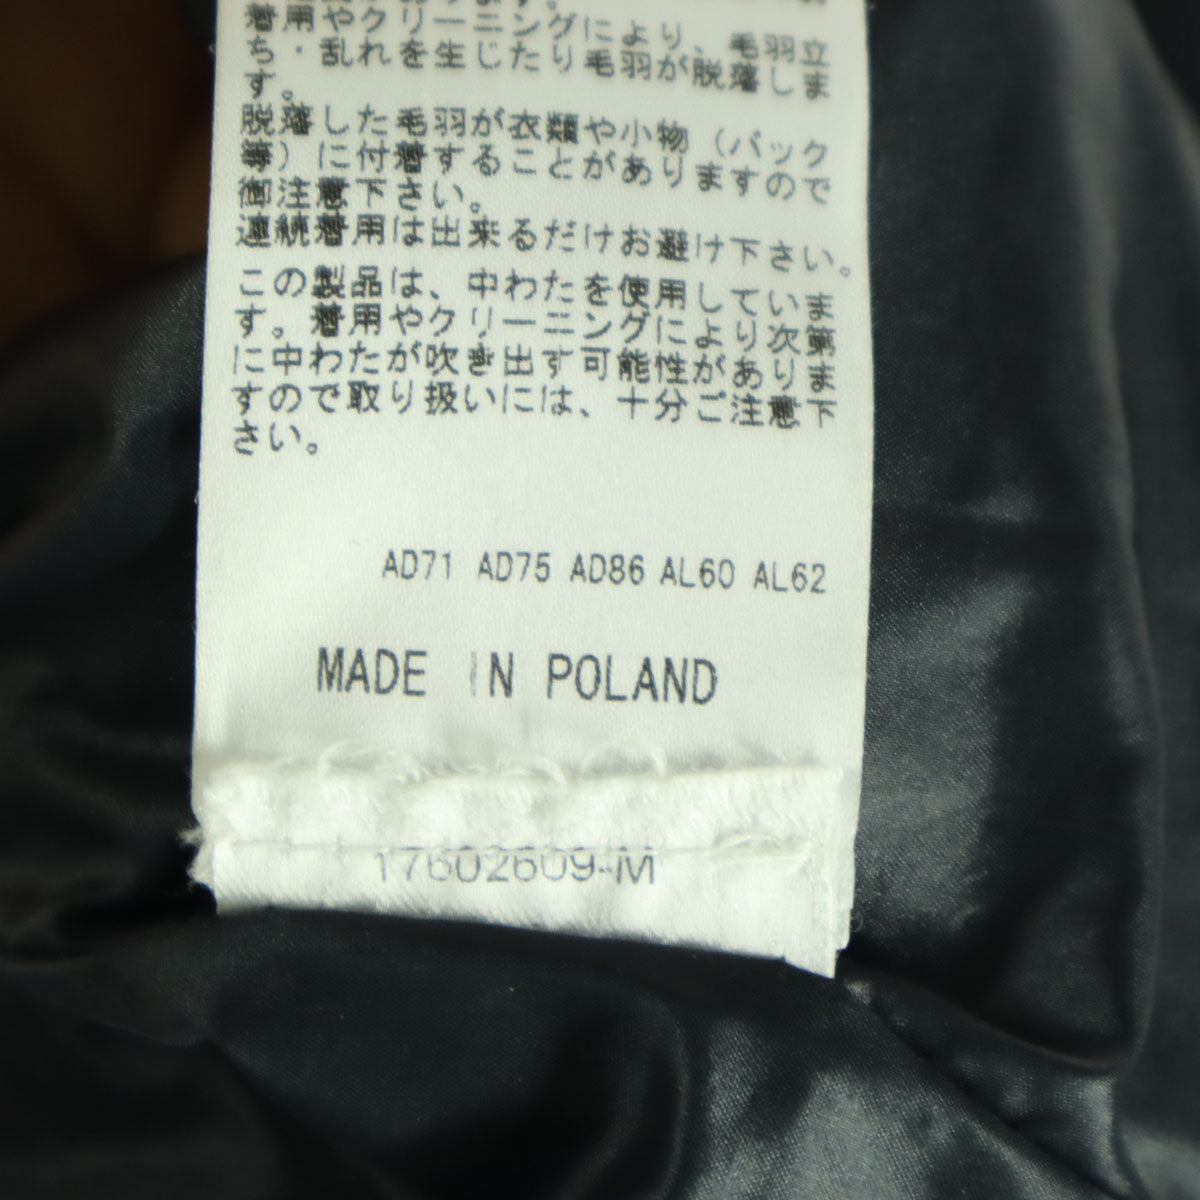 着用やクリーニングにより、毛羽立
ち・乱れを生じたり毛羽が脱落しま
す。
脱落した毛羽が衣類や小物（バック
等）に付着することがありますので
御注意下さい。
連続着用は出来るだけお避け下さい。
この製品は、中わたを使用していま
す。着用やクリーニングにより次第
に中わたが吹き出す可能性がありま
すので取り扱いには、十分ご注意下
さい。
AD71 AD75 AD86 AL60 AL62
MADE IN POLAND
17602609-M